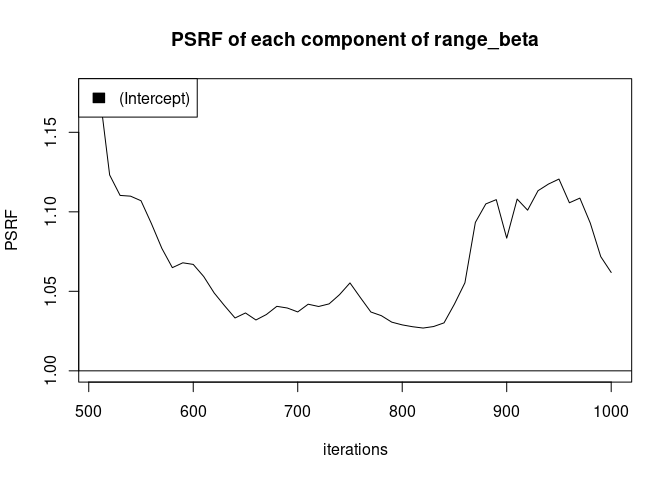 PSRF of each component of range_beta
(Intercept)
PSRF
1.15
1.10
1.05
1.00
500 600 700 800 900 1000
iterations